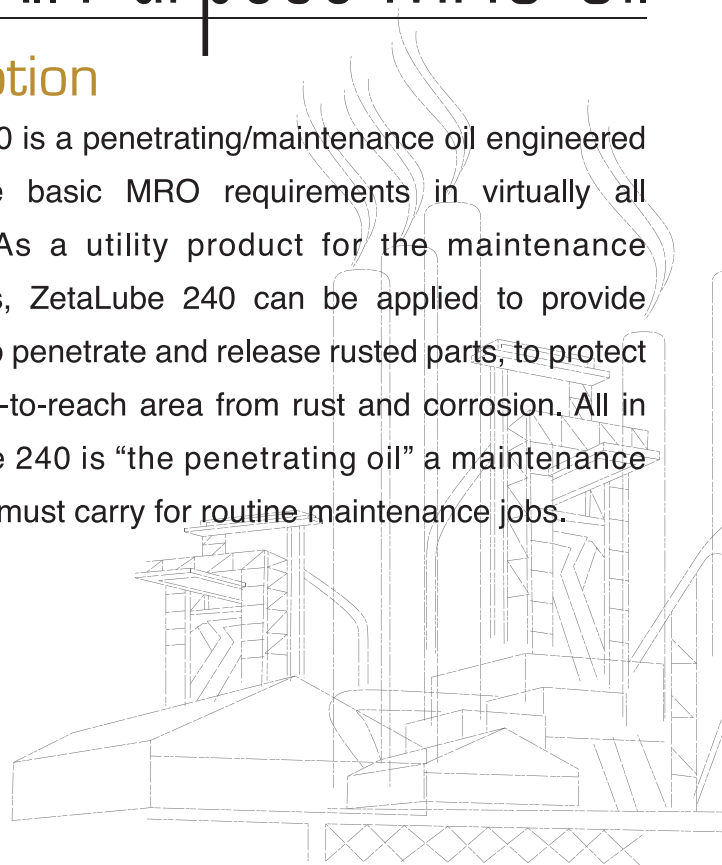 ption
0 is a penetrating/maintenance oil engineered
basic MRO requirements in virtually all
As a utility product for the maintenance
ZetaLube 240 can be applied to provide
penetrate and release rusted parts, to protect
-to-reach area from rust and corrosion. All in
240 is “the penetrating oil” a maintenance
must carry for routine maintenance jobs.